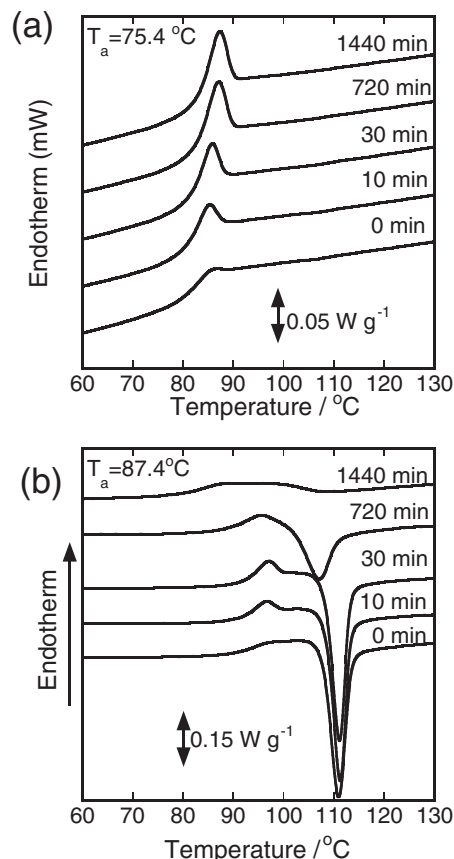 (a)
T_a=75.4 °C
1440 min
720 min
30 min
10 min
0 min
0.05 W g⁻¹
Endotherm (mW)
60 70 80 90 100 110 120 130
Temperature / °C
(b)
T_a=87.4°C
1440 min
720 min
30 min
10 min
0 min
0.15 W g⁻¹
Endotherm
60 70 80 90 100 110 120 130
Temperature /°C